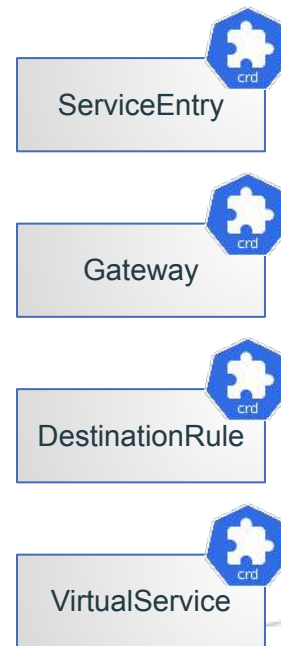 crd
ServiceEntry
crd
Gateway
crd
DestinationRule
crd
VirtualService